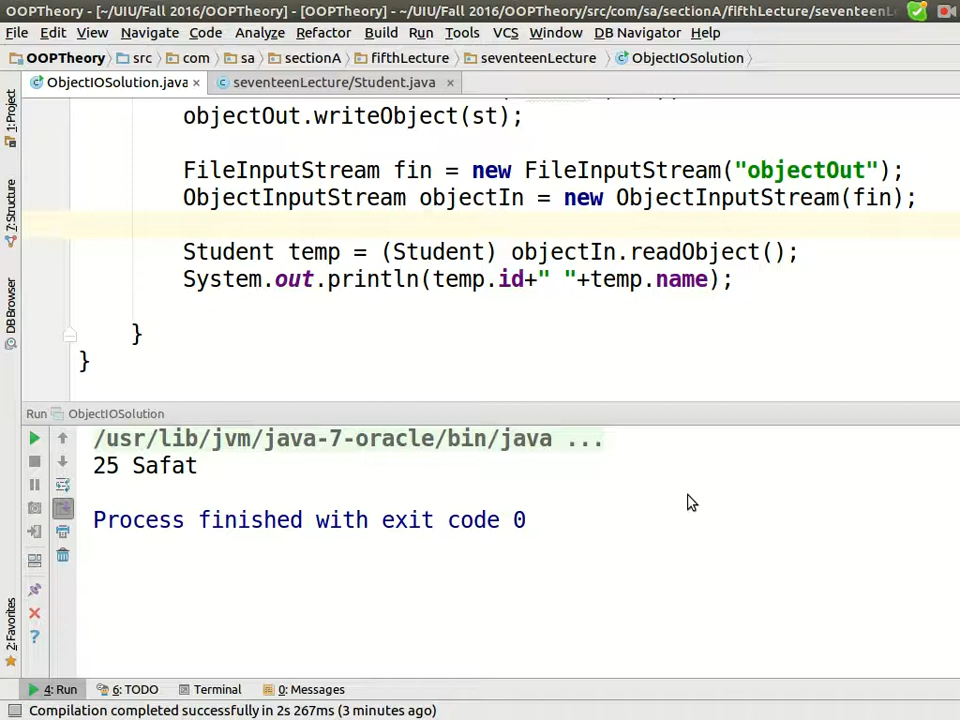 OOPTheory - [~/UIU/Fall 2016/OOPTheory] - [OOPTheory] - ~/UIU/Fall 2016/OOPTheory/src/com/sa/sectionA/fifthLecture/seventeenL
File Edit View Navigate Code Analyze Refactor Build Run Tools VCS Window DB Navigator Help
OOPTheory src com sa sectionA fifthLecture seventeenLecture ObjectIOSolution
ObjectIOSolution.java seventeenLecture/Student.java
1: Project
7: Structure
DB Browser
2: Favorites
objectOut.writeObject(st);
FileInputStream fin = new FileInputStream("objectOut");
ObjectInputStream objectIn = new ObjectInputStream(fin);
Student temp = (Student) objectIn.readObject();
System.out.println(temp.id+" "+temp.name);
}
}
Run ObjectIOSolution
/usr/lib/jvm/java-7-oracle/bin/java ...
25 Safat
Process finished with exit code 0
4: Run 6: TODO Terminal 0: Messages
Compilation completed successfully in 2s 267ms (3 minutes ago)